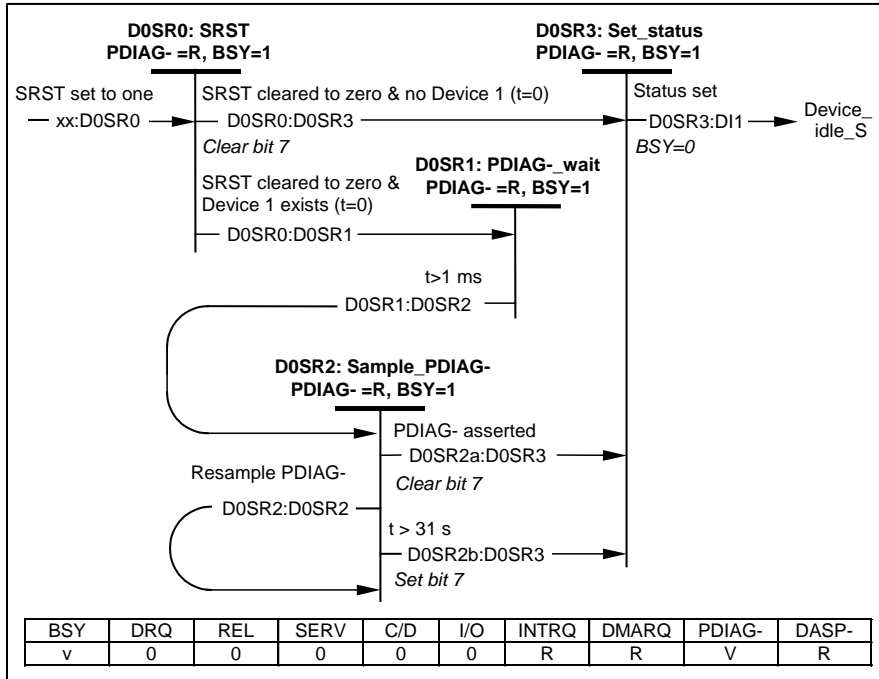 D0SR0: SRST
PDIAG- =R, BSY=1
D0SR3: Set_status
PDIAG- =R, BSY=1
SRST set to one
xx:D0SR0
SRST cleared to zero & no Device 1 (t=0)
D0SR0:D0SR3
Clear bit 7
Status set
D0SR3:DI1
BSY=0
Device_
idle_S
D0SR1: PDIAG-_wait
PDIAG- =R, BSY=1
SRST cleared to zero &
Device 1 exists (t=0)
D0SR0:D0SR1
t>1 ms
D0SR1:D0SR2
D0SR2: Sample_PDIAG-
PDIAG- =R, BSY=1
PDIAG- asserted
D0SR2a:D0SR3
Clear bit 7
Resample PDIAG-
D0SR2:D0SR2
t > 31 s
D0SR2b:D0SR3
Set bit 7
BSY DRQ REL SERV C/D I/O INTRQ DMARQ PDIAG- DASP-
v 0 0 0 0 0 R R V R